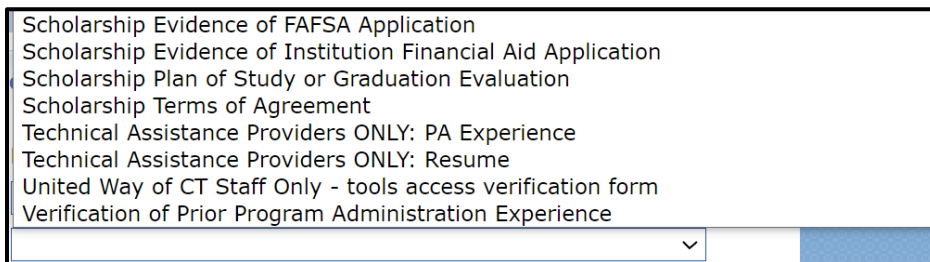 Scholarship Evidence of FAFSA Application
Scholarship Evidence of Institution Financial Aid Application
Scholarship Plan of Study or Graduation Evaluation
Scholarship Terms of Agreement
Technical Assistance Providers ONLY: PA Experience
Technical Assistance Providers ONLY: Resume
United Way of CT Staff Only - tools access verification form
Verification of Prior Program Administration Experience